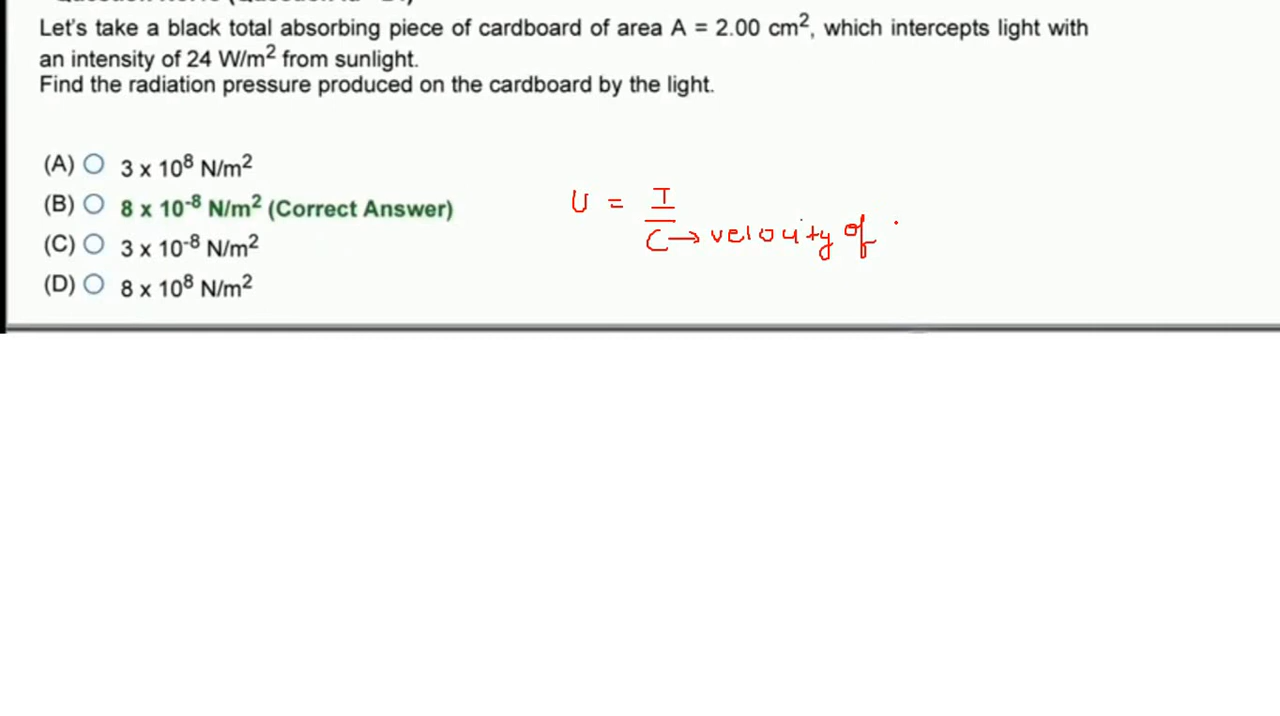 Let's take a black total absorbing piece of cardboard of area A = 2.00 cm², which intercepts light with
an intensity of 24 W/m² from sunlight.
Find the radiation pressure produced on the cardboard by the light.
(A) 3 x 10⁸ N/m²
(B) 8 x 10⁻⁸ N/m² (Correct Answer)
(C) 3 x 10⁻⁸ N/m²
(D) 8 x 10⁸ N/m²
U = I
C → velocity of